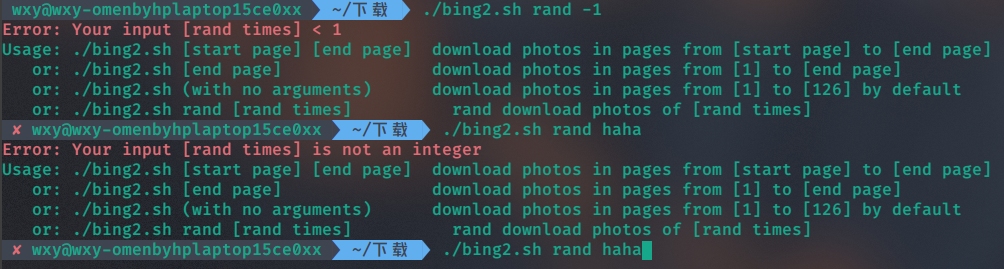 wxy@wxy-omenbyhplaptop15ce0xx ~/下载 ./bing2.sh rand -1
Error: Your input [rand times] < 1
Usage: ./bing2.sh [start page] [end page] download photos in pages from [start page] to [end page]
or: ./bing2.sh [end page] download photos in pages from [1] to [end page]
or: ./bing2.sh (with no arguments) download photos in pages from [1] to [126] by default
or: ./bing2.sh rand [rand times] rand download photos of [rand times]
✘ wxy@wxy-omenbyhplaptop15ce0xx ~/下载 ./bing2.sh rand haha
Error: Your input [rand times] is not an integer
Usage: ./bing2.sh [start page] [end page] download photos in pages from [start page] to [end page]
or: ./bing2.sh [end page] download photos in pages from [1] to [end page]
or: ./bing2.sh (with no arguments) download photos in pages from [1] to [126] by default
or: ./bing2.sh rand [rand times] rand download photos of [rand times]
✘ wxy@wxy-omenbyhplaptop15ce0xx ~/下载 ./bing2.sh rand haha